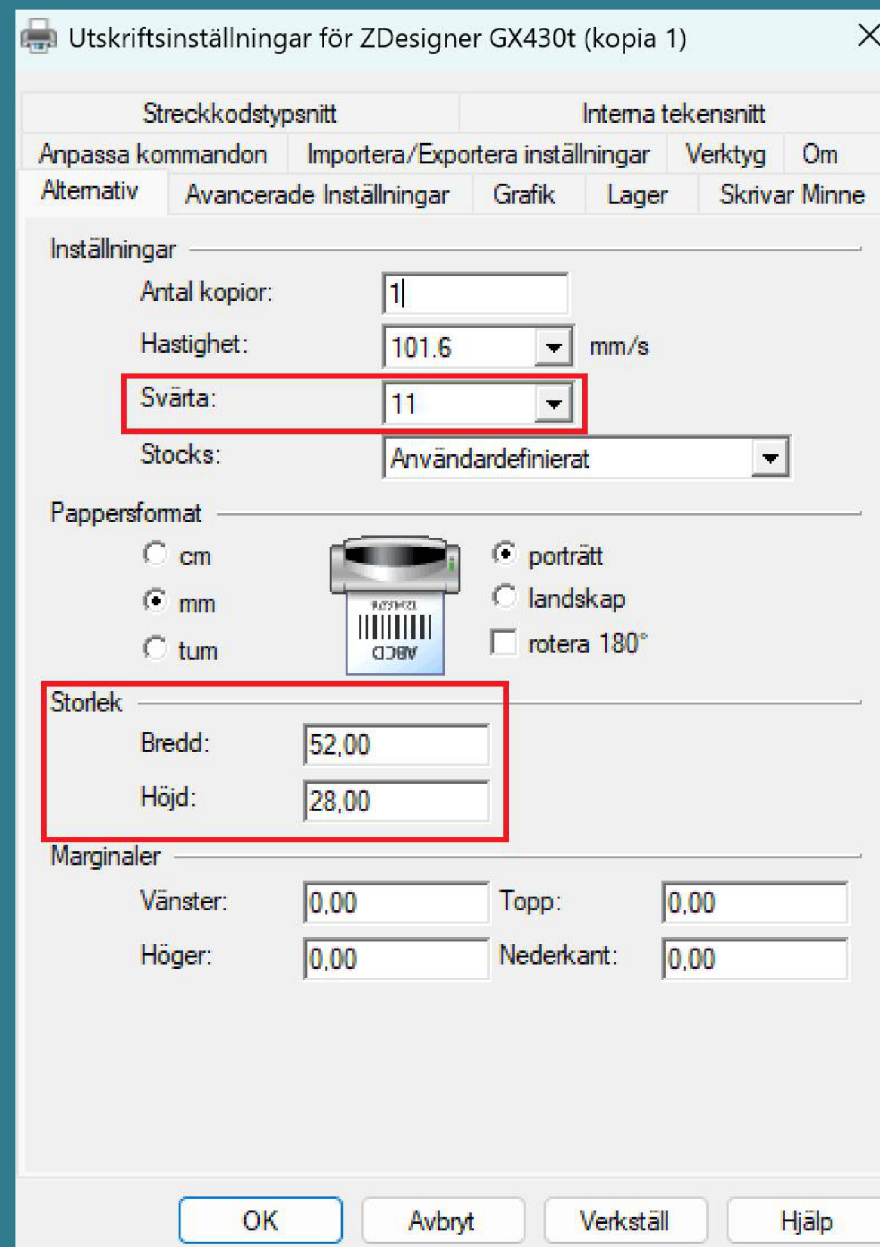 Utskriftsinställningar för ZDesigner GX430t (kopia 1)
Streckkodstypsnitt Interna tekensnitt
Anpassa kommandon Importera/Exportera inställningar Verktyg Om
Alternativ Avancerade Inställningar Grafik Lager Skrivar Minne
Inställningar
Antal kopior: 1
Hastighet: 101.6 mm/s
Svärta: 11
Stocks: Användardefinierat
Pappersformat
cm porträtt
mm landskap
tum rotera 180°
ABCD
Storlek
Bredd: 52,00
Höjd: 28,00
Marginaler
Vänster: 0,00 Topp: 0,00
Höger: 0,00 Nederkant: 0,00
OK Avbryt Verkställ Hjälp